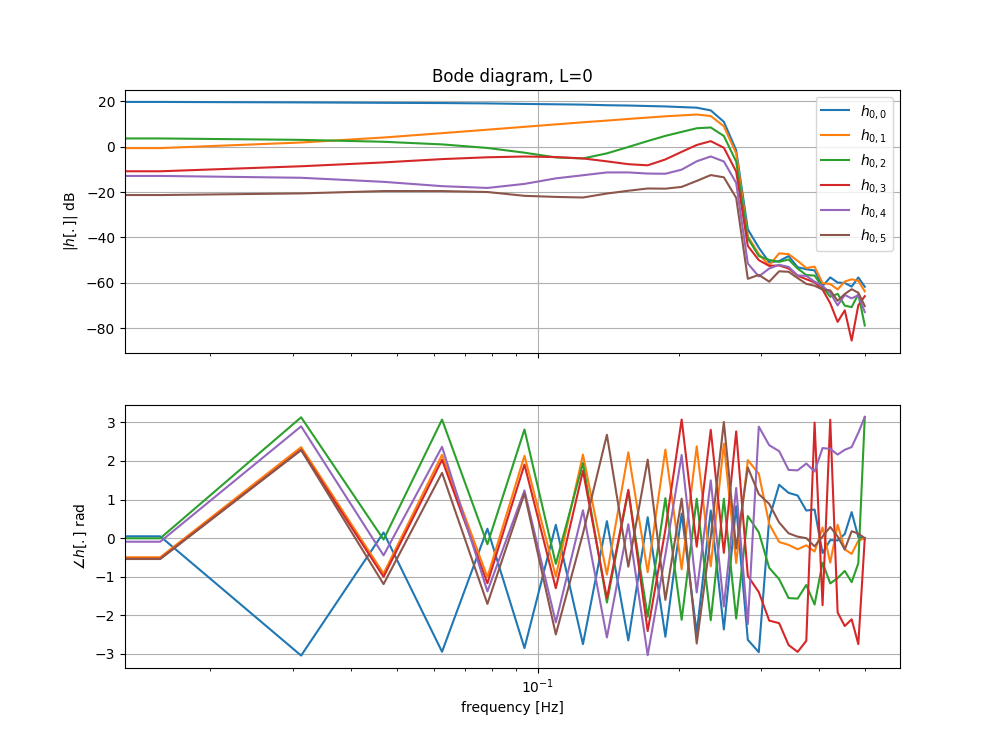 Bode diagram, L=0
|h[.]| dB
20
0
−20
−40
−60
−80
h0,0
h0,1
h0,2
h0,3
h0,4
h0,5
∠h[.] rad
3
2
1
0
−1
−2
−3
10−1
frequency [Hz]